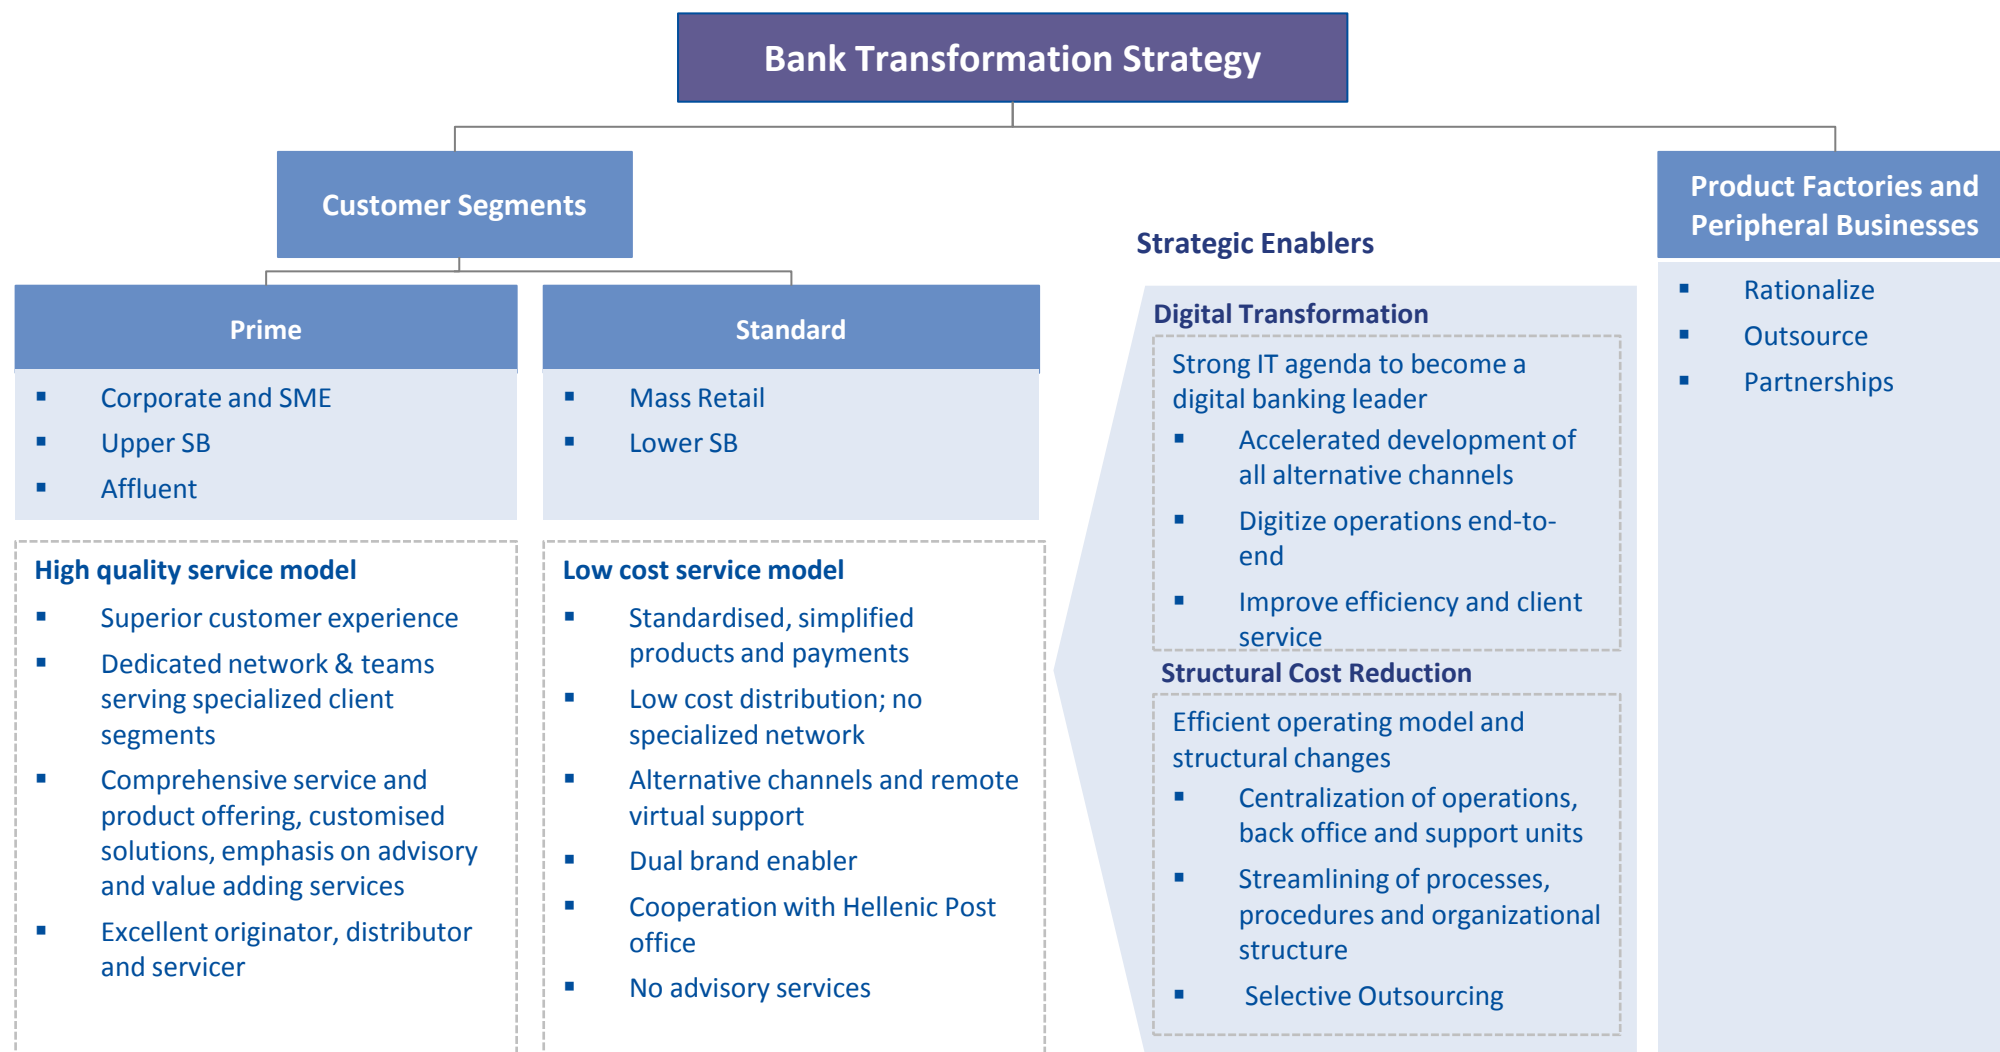 Bank Transformation Strategy
Customer Segments
Prime
▪ Corporate and SME
▪ Upper SB
▪ Affluent
High quality service model
▪ Superior customer experience
▪ Dedicated network & teams
serving specialized client
segments
▪ Comprehensive service and
product offering, customised
solutions, emphasis on advisory
and value adding services
▪ Excellent originator, distributor
and servicer
Standard
▪ Mass Retail
▪ Lower SB
Low cost service model
▪ Standardised, simplified
products and payments
▪ Low cost distribution; no
specialized network
▪ Alternative channels and remote
virtual support
▪ Dual brand enabler
▪ Cooperation with Hellenic Post
office
▪ No advisory services
Strategic Enablers
Digital Transformation
Strong IT agenda to become a
digital banking leader
▪ Accelerated development of
all alternative channels
▪ Digitize operations end-to-
end
▪ Improve efficiency and client
service
Structural Cost Reduction
Efficient operating model and
structural changes
▪ Centralization of operations,
back office and support units
▪ Streamlining of processes,
procedures and organizational
structure
▪ Selective Outsourcing
Product Factories and
Peripheral Businesses
▪ Rationalize
▪ Outsource
▪ Partnerships